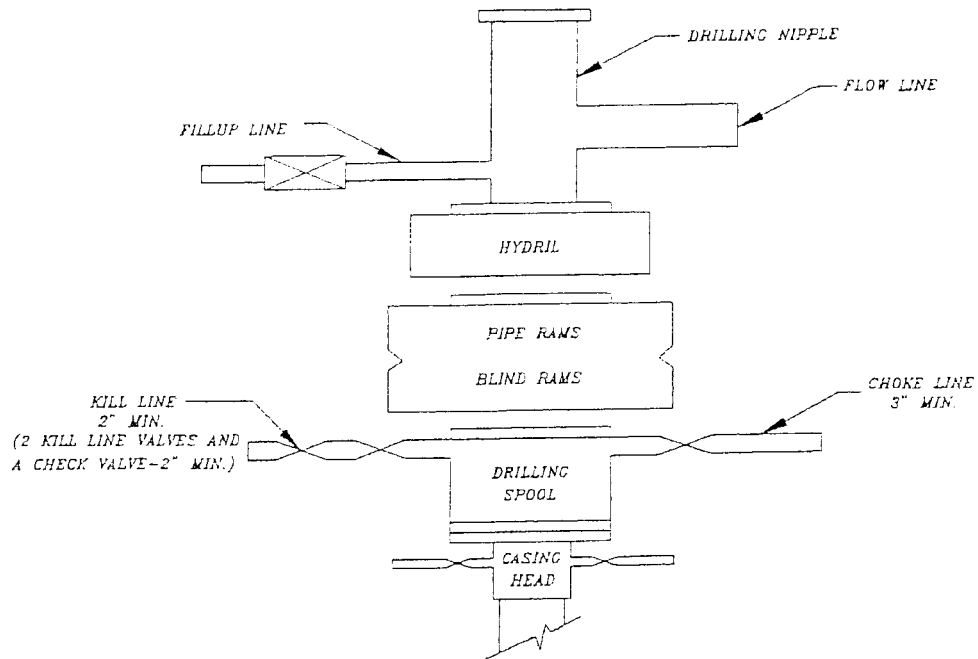 DRILLING NIPPLE
FLOW LINE
FILLUP LINE
HYDRIL
PIPE RAMS
BLIND RAMS
CHOKE LINE
3" MIN.
KILL LINE
2" MIN.
(2 KILL LINE VALVES AND
A CHECK VALVE-2" MIN.)
DRILLING
SPOOL
CASING
HEAD